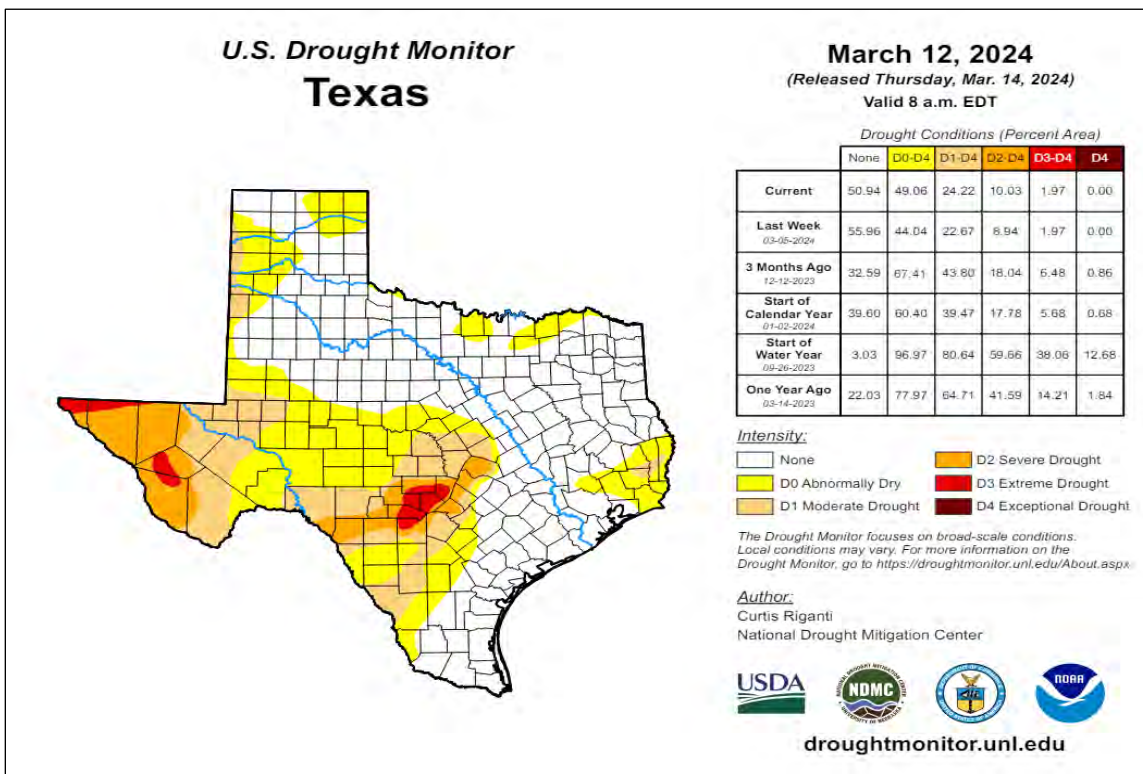 U.S. Drought Monitor
Texas
March 12, 2024
(Released Thursday, Mar. 14, 2024)
Valid 8 a.m. EDT
Drought Conditions (Percent Area)
None D0-D4 D1-D4 D2-D4 D3-D4 D4
Current 50.94 49.06 24.22 10.03 1.97 0.00
Last Week 55.96 44.04 22.67 8.94 1.97 0.00
03-05-2024
3 Months Ago 32.59 67.41 43.80 18.04 6.48 0.86
12-12-2023
Start of
Calendar Year 39.60 60.40 39.47 17.78 5.68 0.68
01-02-2024
Start of
Water Year 3.03 96.97 80.64 59.66 38.06 12.68
09-26-2023
One Year Ago 22.03 77.97 64.71 41.59 14.21 1.84
03-14-2023
Intensity:
None D2 Severe Drought
D0 Abnormally Dry D3 Extreme Drought
D1 Moderate Drought D4 Exceptional Drought
The Drought Monitor focuses on broad-scale conditions.
Local conditions may vary. For more information on the
Drought Monitor, go to https://droughtmonitor.unl.edu/About.aspx
Author:
Curtis Riganti
National Drought Mitigation Center
USDA
NDMC
NOAA
droughtmonitor.unl.edu